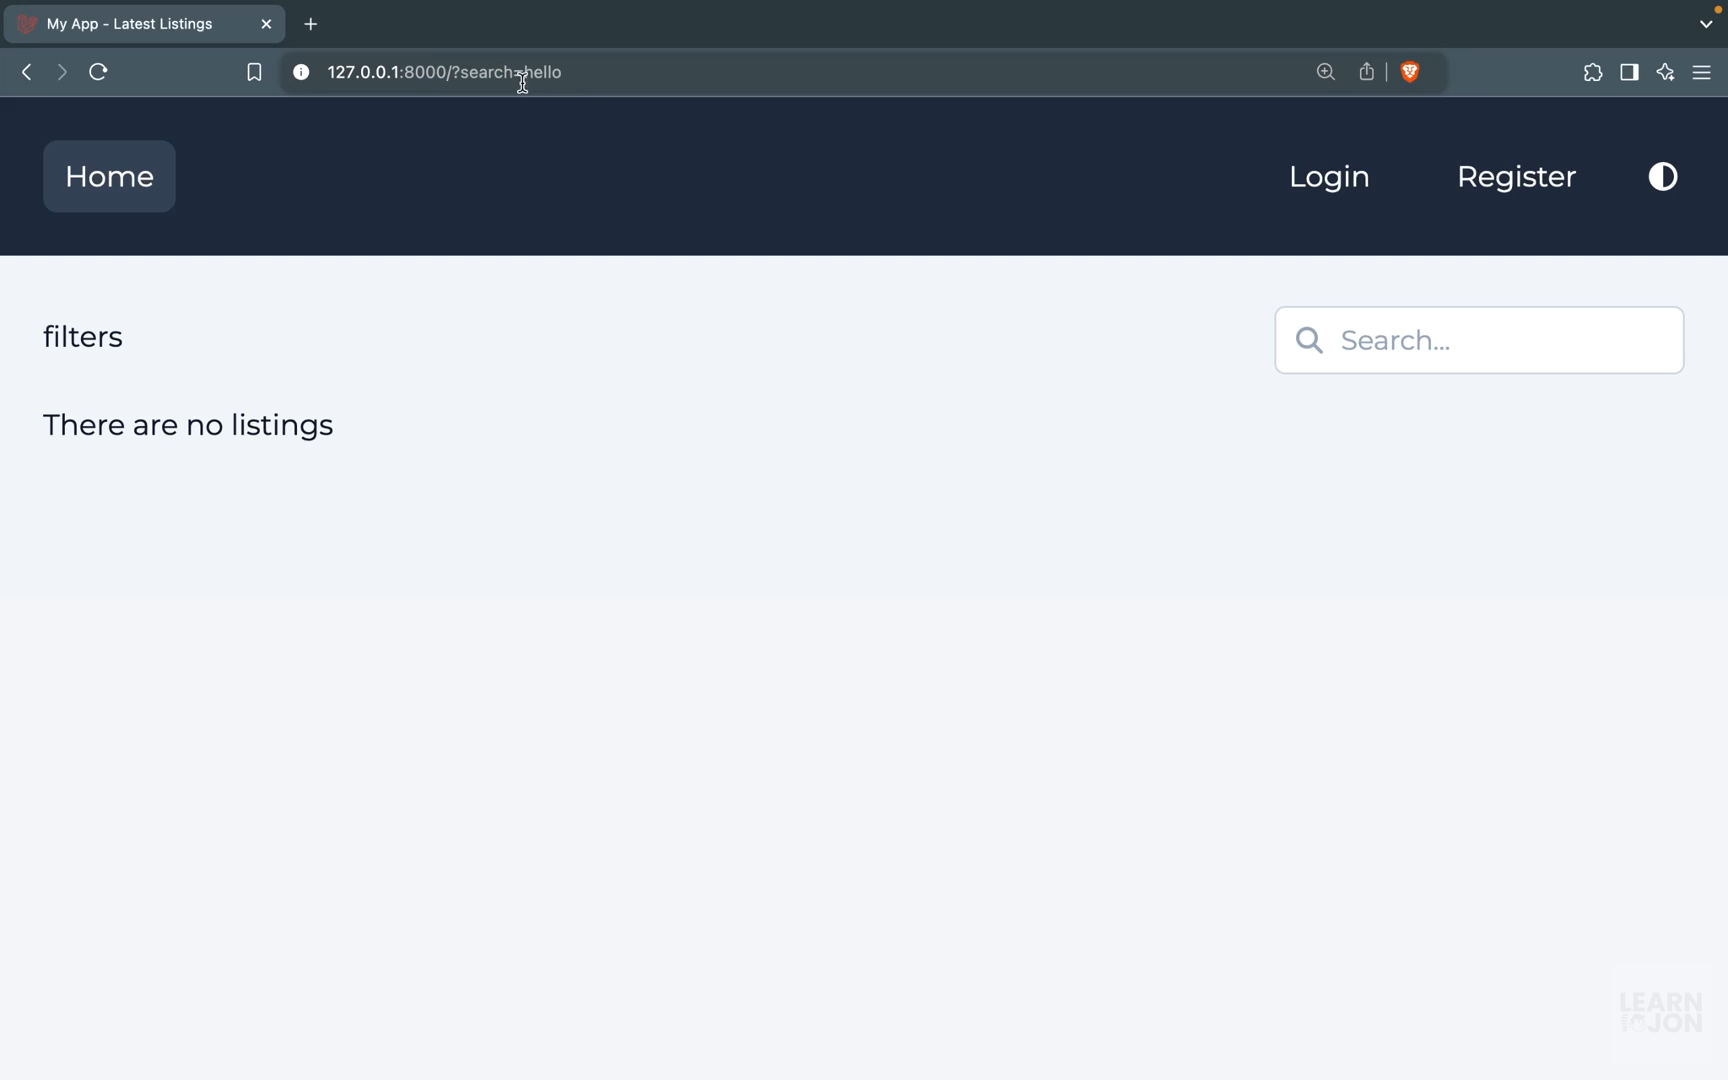 My App - Latest Listings
127.0.0.1:8000/?search=hello
Home
Login
Register
filters
Search...
There are no listings
LEARN
JON